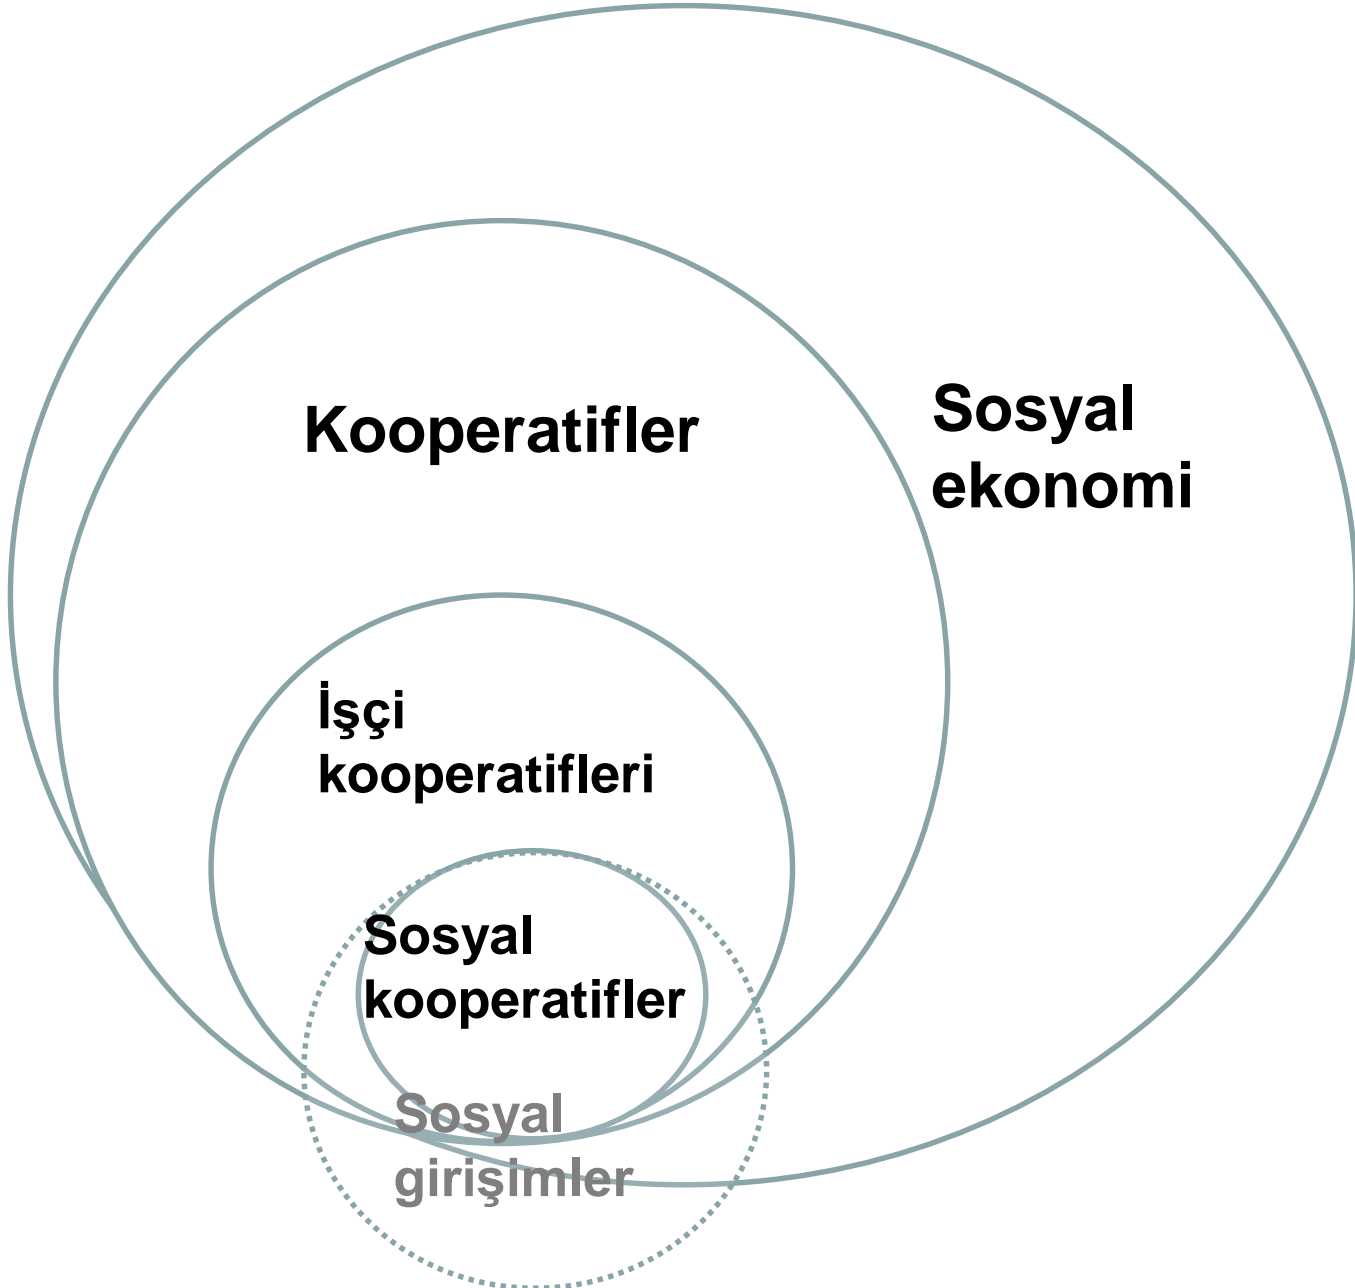 Kooperatifler
Sosyal
ekonomi
İşçi
kooperatifleri
Sosyal
kooperatifler
Sosyal
girişimler